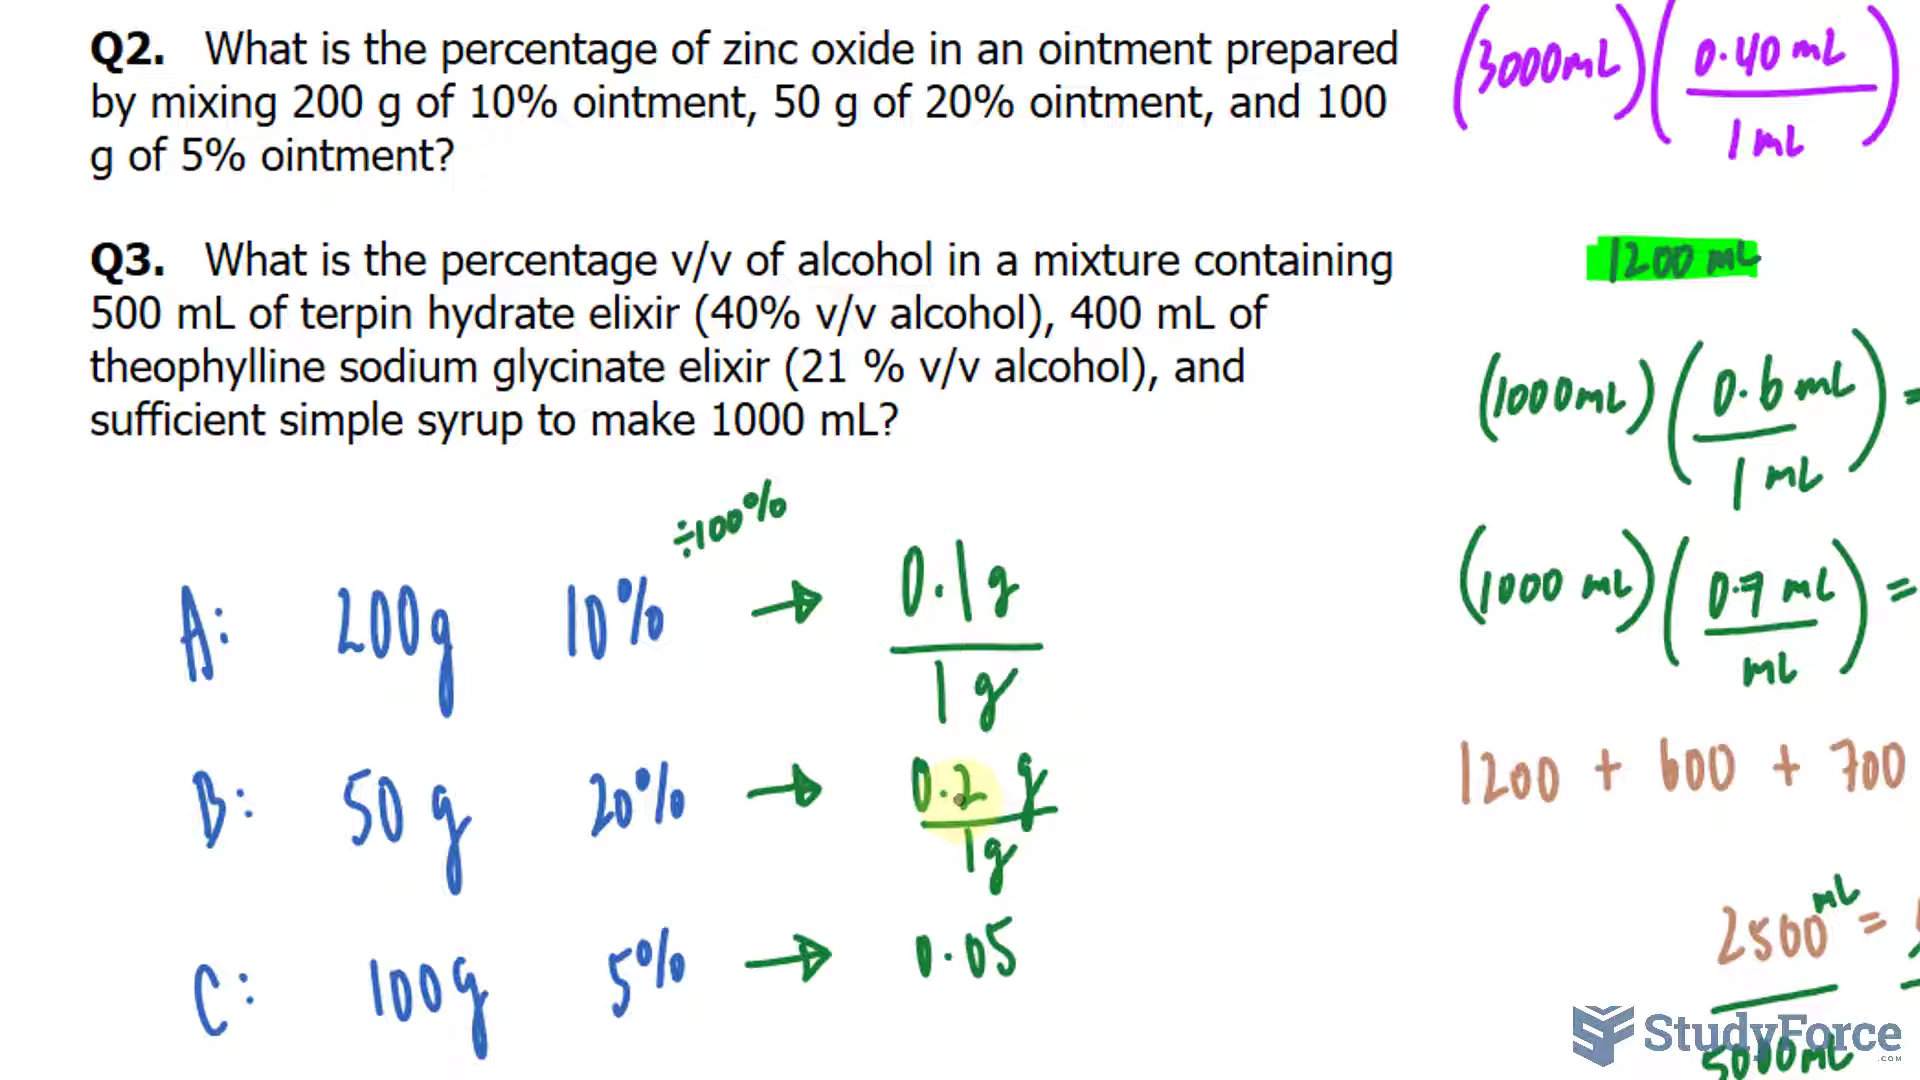 Q2. What is the percentage of zinc oxide in an ointment prepared
by mixing 200 g of 10% ointment, 50 g of 20% ointment, and 100
g of 5% ointment?
Q3. What is the percentage v/v of alcohol in a mixture containing
500 mL of terpin hydrate elixir (40% v/v alcohol), 400 mL of
theophylline sodium glycinate elixir (21 % v/v alcohol), and
sufficient simple syrup to make 1000 mL?
÷100%
A: 200g 10% → 0.1g
1g
B: 50g 20% → 0.2 g
1g
C: 100g 5% → 0.05
(3000mL) (0.40 mL
1 mL)
1200 mL
(1000mL) (0.6 mL
1 mL) =
(1000 mL) (0.7 mL
mL) =
1200 + 600 + 700
2500 mL =
5000mL
StudyForce
.COM